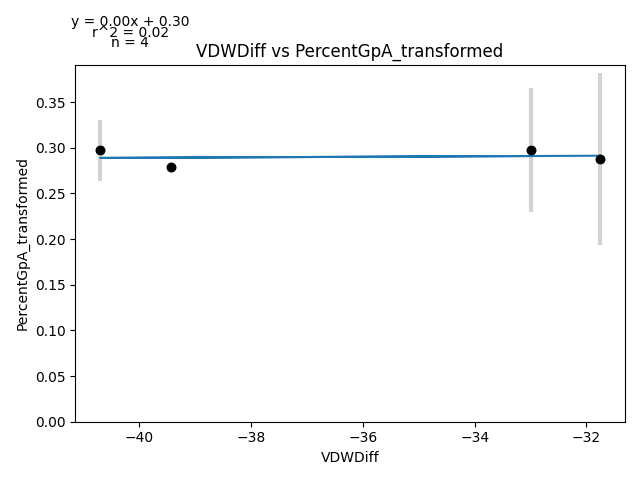 y = 0.00x + 0.30
r^2 = 0.02
n = 4
VDWDiff vs PercentGpA_transformed
PercentGpA_transformed
0.35
0.30
0.25
0.20
0.15
0.10
0.05
0.00
−40
−38
−36
−34
−32
VDWDiff